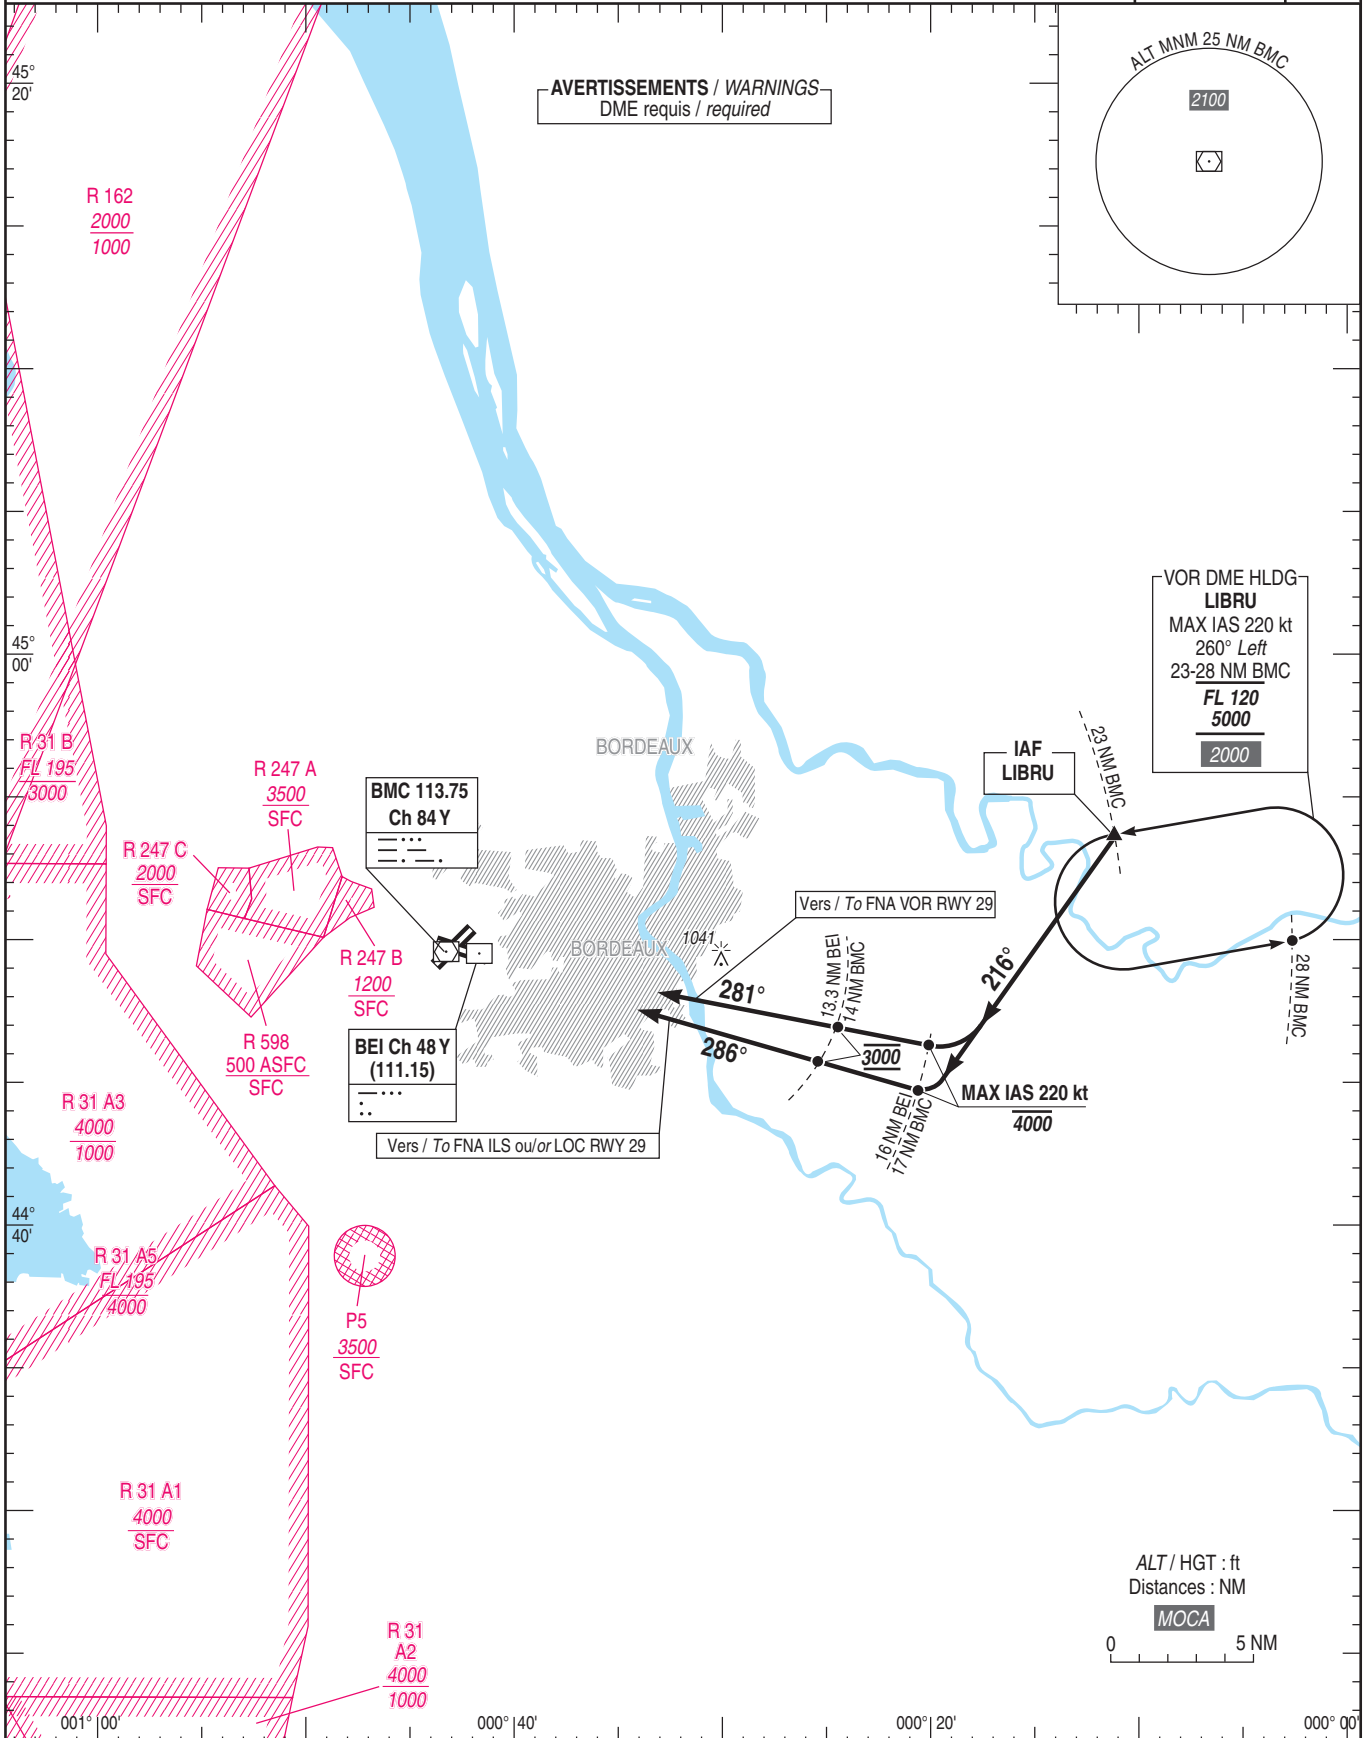 45°
20'
AVERTISSEMENTS / WARNINGS
DME requis / required
ALT MNM 25 NM BMC
2100
R 162
2000
1000
45°
00'
VOR DME HLDG
LIBRU
MAX IAS 220 kt
260° Left
23-28 NM BMC
FL 120
5000
2000
R 31 B
FL 195
3000
R 247 A
3500
SFC
BMC 113.75
Ch 84 Y
BORDEAUX
IAF
LIBRU
23 NM BMC
R 247 C
2000
SFC
Vers / To FNA VOR RWY 29
BORDEAUX
1041
R 247 B
1200
SFC
13.3 NM BEI
14 NM BMC
216°
28 NM BMC
281°
286°
3000
R 598
500 ASFC
SFC
BEI Ch 48 Y
(111.15)
MAX IAS 220 kt
4000
16 NM BEI
17 NM BMC
R 31 A3
4000
1000
Vers / To FNA ILS ou/or LOC RWY 29
44°
40'
R 31 A5
FL 195
4000
P5
3500
SFC
R 31 A1
4000
SFC
ALT / HGT : ft
Distances : NM
MOCA
0 5 NM
R 31
A2
4000
1000
001° 00' 000° 40' 000° 20' 000° 00'